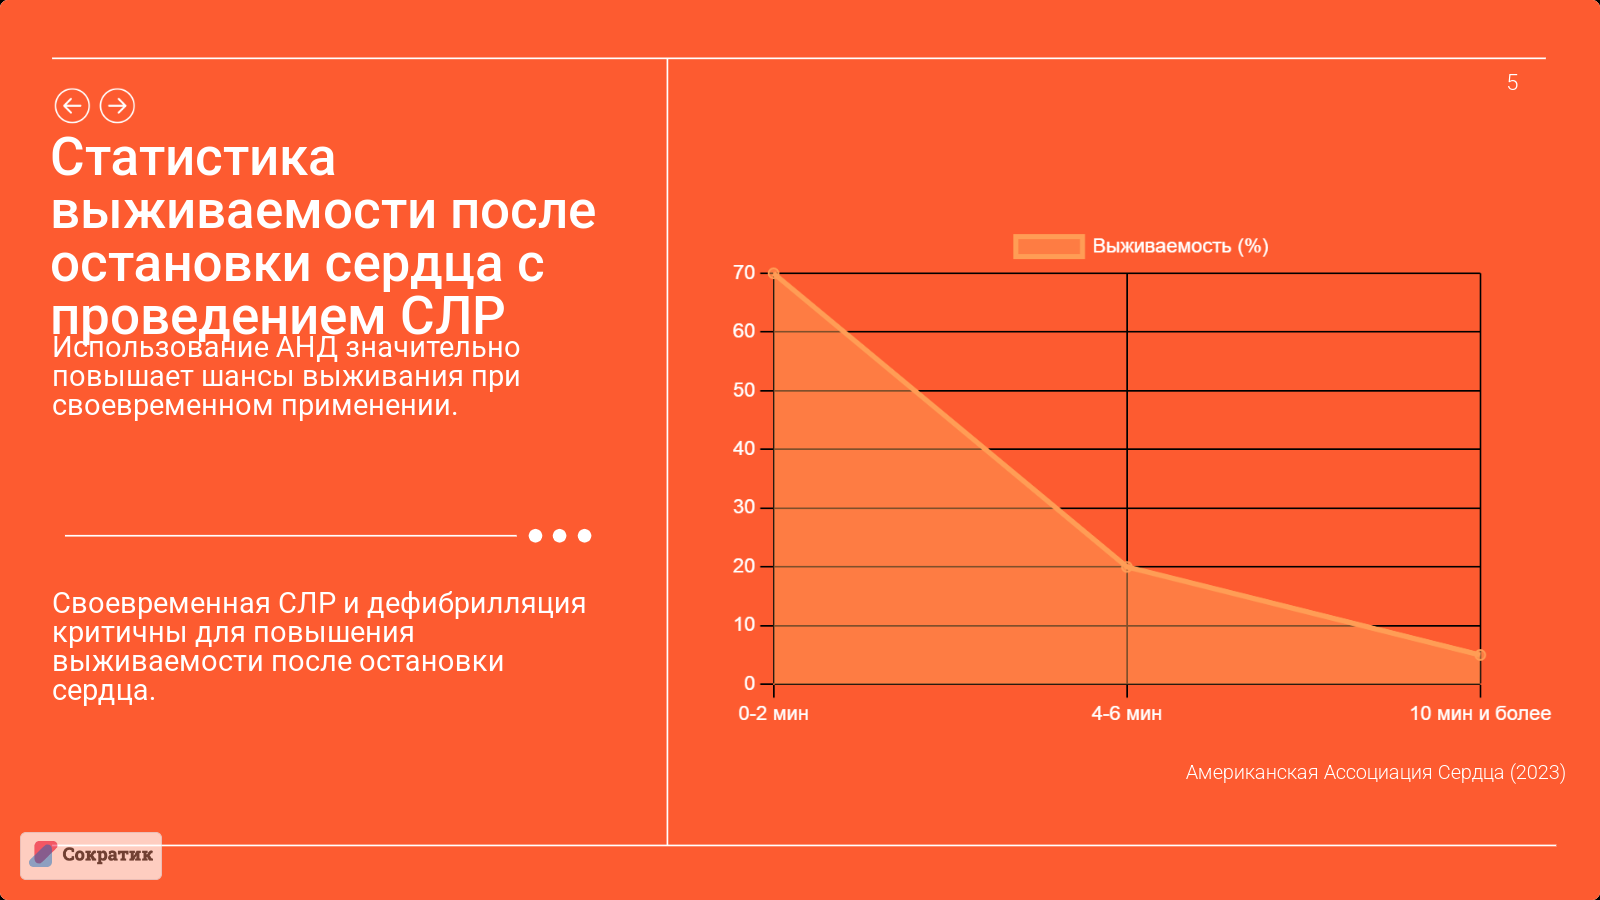 5
Статистика
выживаемости после
остановки сердца с
проведением СЛР
Использование АНД значительно
повышает шансы выживания при
своевременном применении.
Своевременная СЛР и дефибрилляция
критичны для повышения
выживаемости после остановки
сердца.
Выживаемость (%)
70
60
50
40
30
20
10
0
0-2 мин 4-6 мин 10 мин и более
Американская Ассоциация Сердца (2023)
Сократик